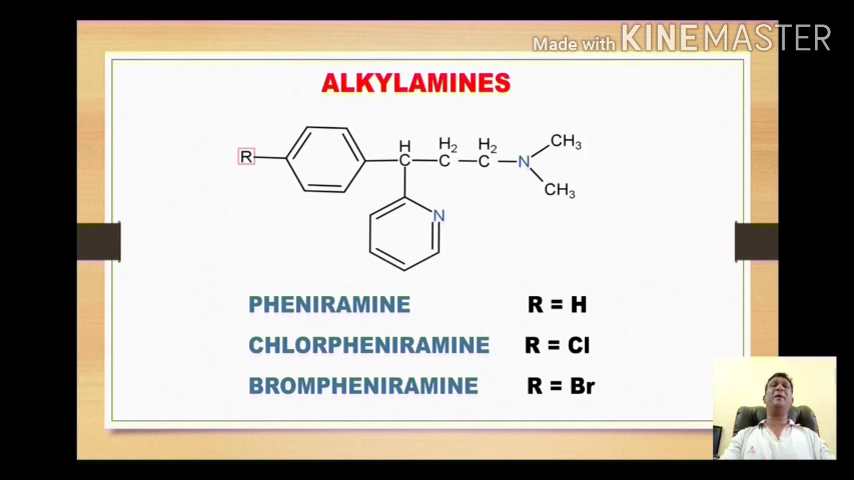 Made with KINEMASTER
ALKYLAMINES
H H₂ H₂ CH₃
R C C C N
CH₃
N
PHENIRAMINE R = H
CHLORPHENIRAMINE R = Cl
BROMPHENIRAMINE R = Br